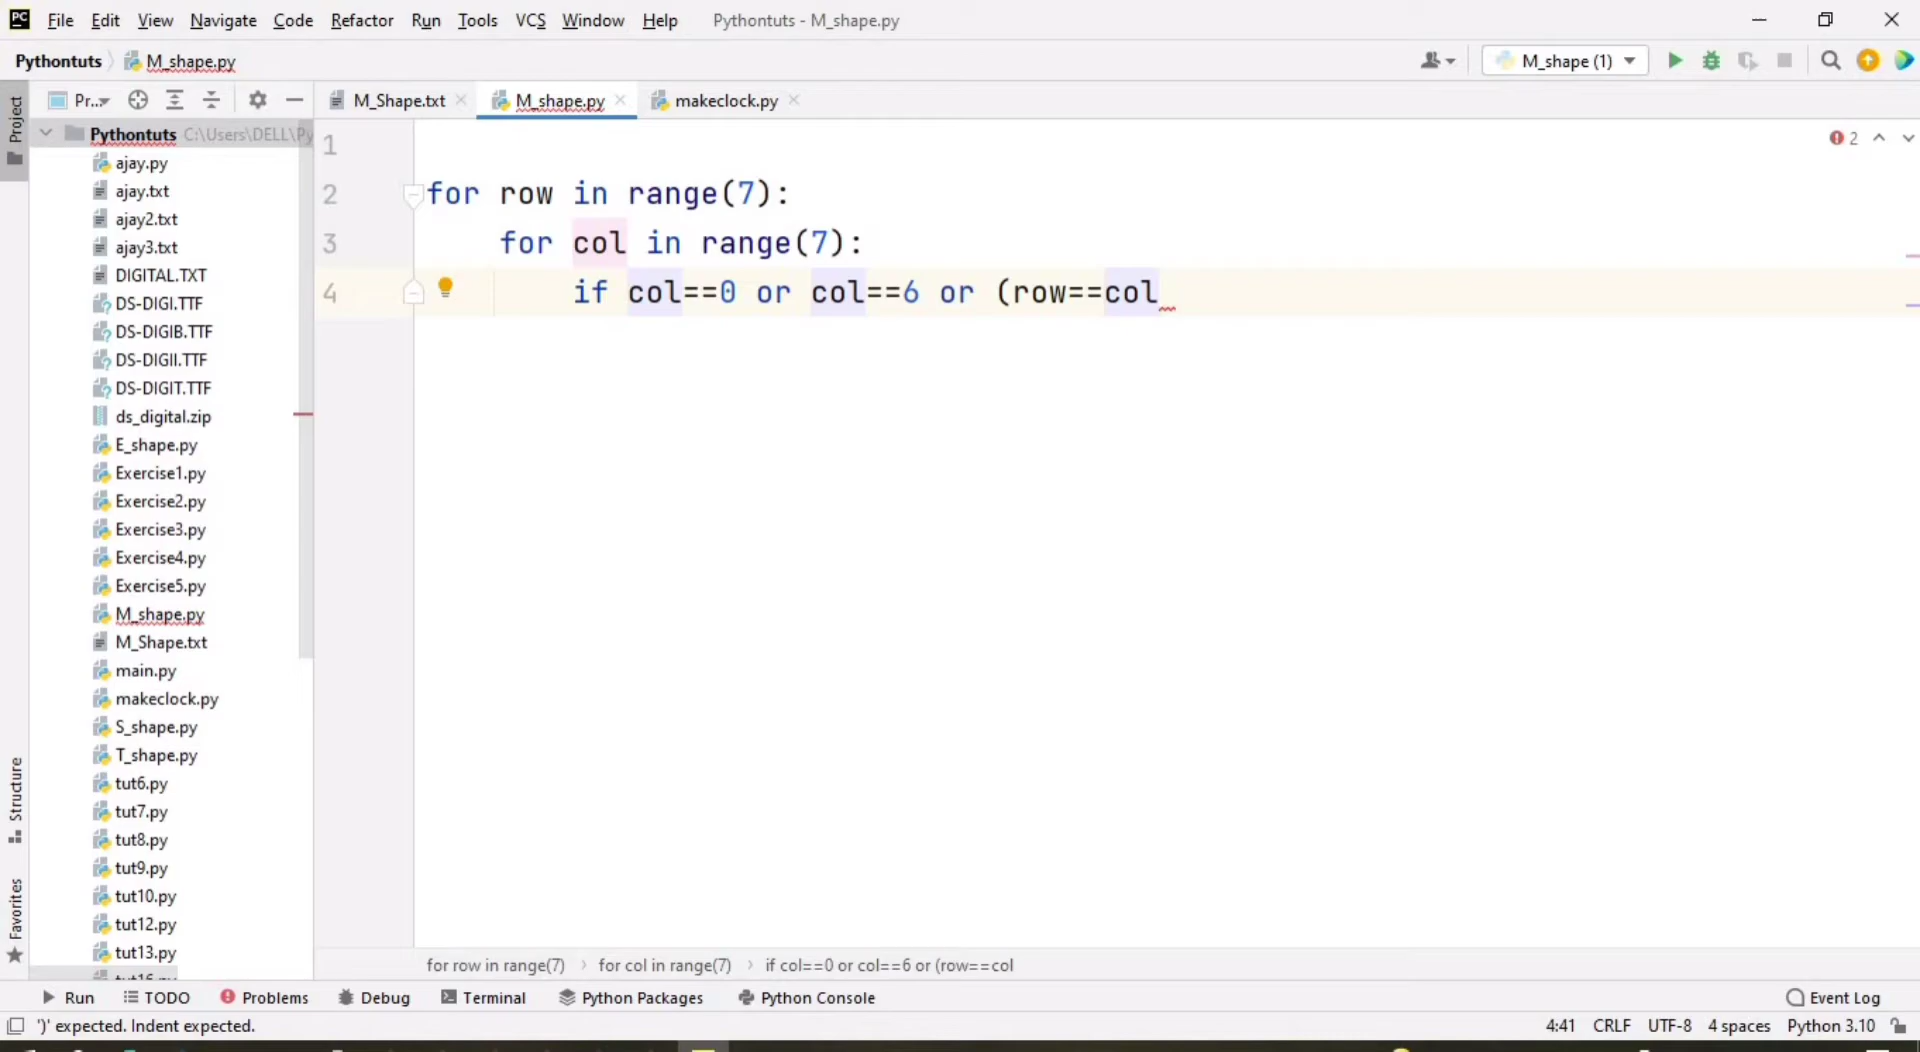 PC File Edit View Navigate Code Refactor Run Tools VCS Window Help Pythontuts - M_shape.py
Pythontuts M_shape.py M_shape (1)
Project Pr... M_Shape.txt M_shape.py makeclock.py
Pythontuts C:\Users\DELL\Py
ajay.py
ajay.txt
ajay2.txt
ajay3.txt
DIGITAL.TXT
DS-DIGI.TTF
DS-DIGIB.TTF
DS-DIGII.TTF
DS-DIGIT.TTF
ds_digital.zip
E_shape.py
Exercise1.py
Exercise2.py
Exercise3.py
Exercise4.py
Exercise5.py
M_shape.py
M_Shape.txt
main.py
makeclock.py
S_shape.py
T_shape.py
tut6.py
tut7.py
tut8.py
tut9.py
tut10.py
tut12.py
tut13.py
Structure
Favorites
1
2 for row in range(7):
3 for col in range(7):
4 if col==0 or col==6 or (row==col
2
for row in range(7) for col in range(7) if col==0 or col==6 or (row==col
Run TODO Problems Debug Terminal Python Packages Python Console Event Log
')' expected. Indent expected. 4:41 CRLF UTF-8 4 spaces Python 3.10